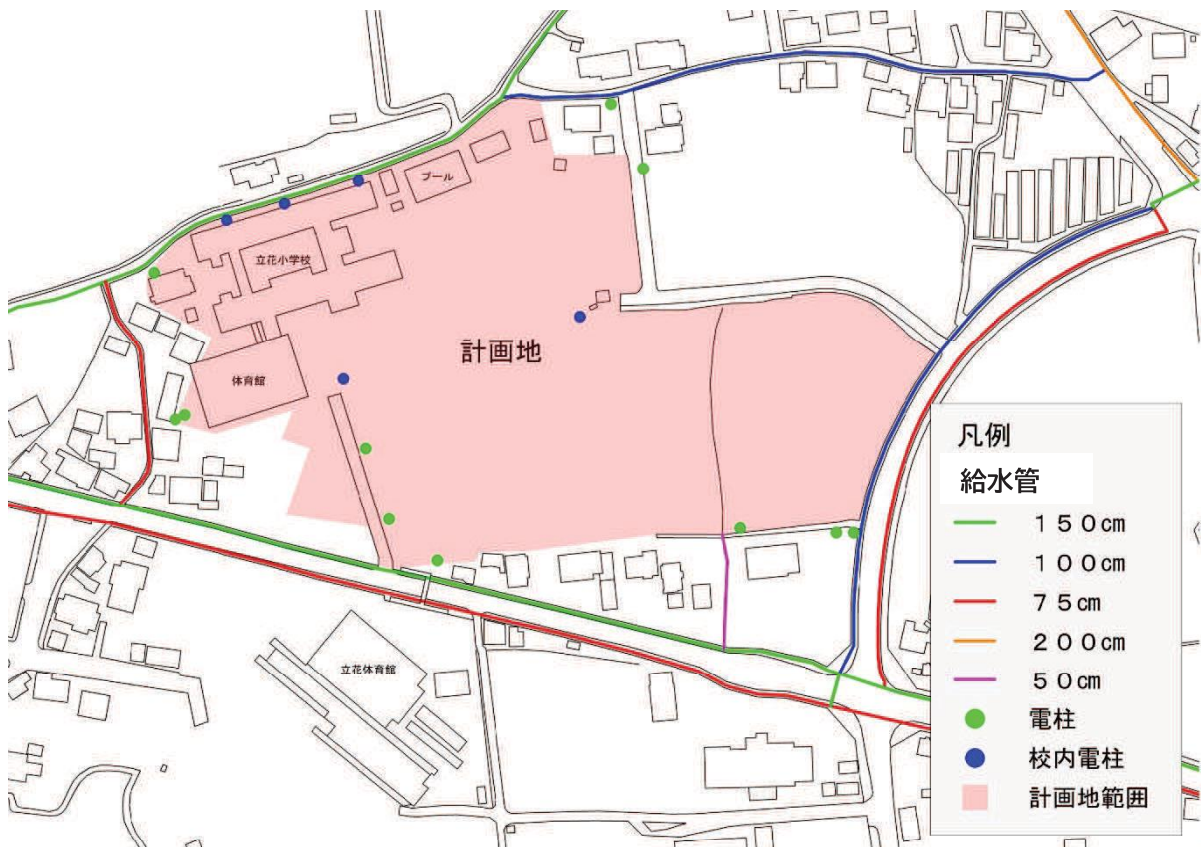 プール
立花小学校
計画地
体育館
立花体育館
凡例
給水管
１５０㎝
１００㎝
７５㎝
２００㎝
５０㎝
電柱
校内電柱
計画地範囲